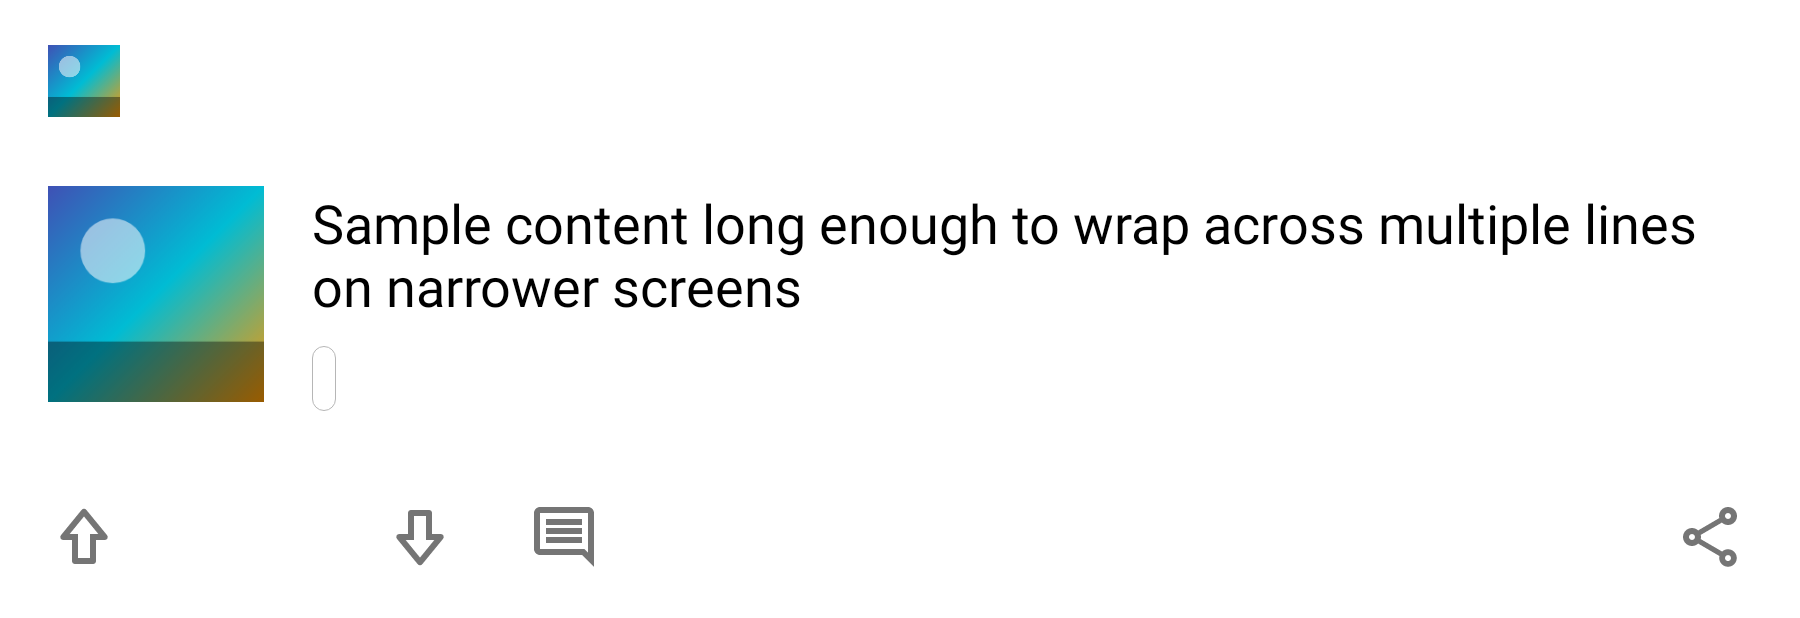 Sample content long enough to wrap across multiple lines
on narrower screens